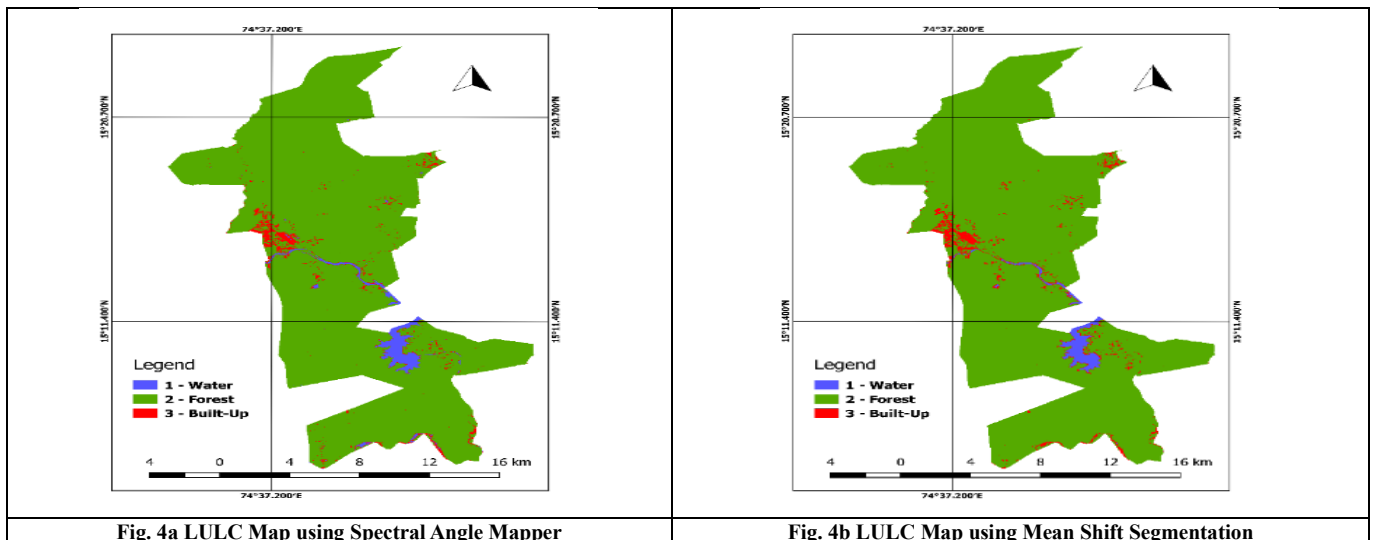 74°37.200'E
15°20.700'N
15°20.700'N
15°11.400'N
15°11.400'N
Legend
1 - Water
2 - Forest
3 - Built-Up
4 0 4 8 12 16 km
74°37.200'E
Fig. 4a LULC Map using Spectral Angle Mapper
74°37.200'E
15°20.700'N
15°20.700'N
15°11.400'N
15°11.400'N
Legend
1 - Water
2 - Forest
3 - Built-Up
4 0 4 8 12 16 km
74°37.200'E
Fig. 4b LULC Map using Mean Shift Segmentation